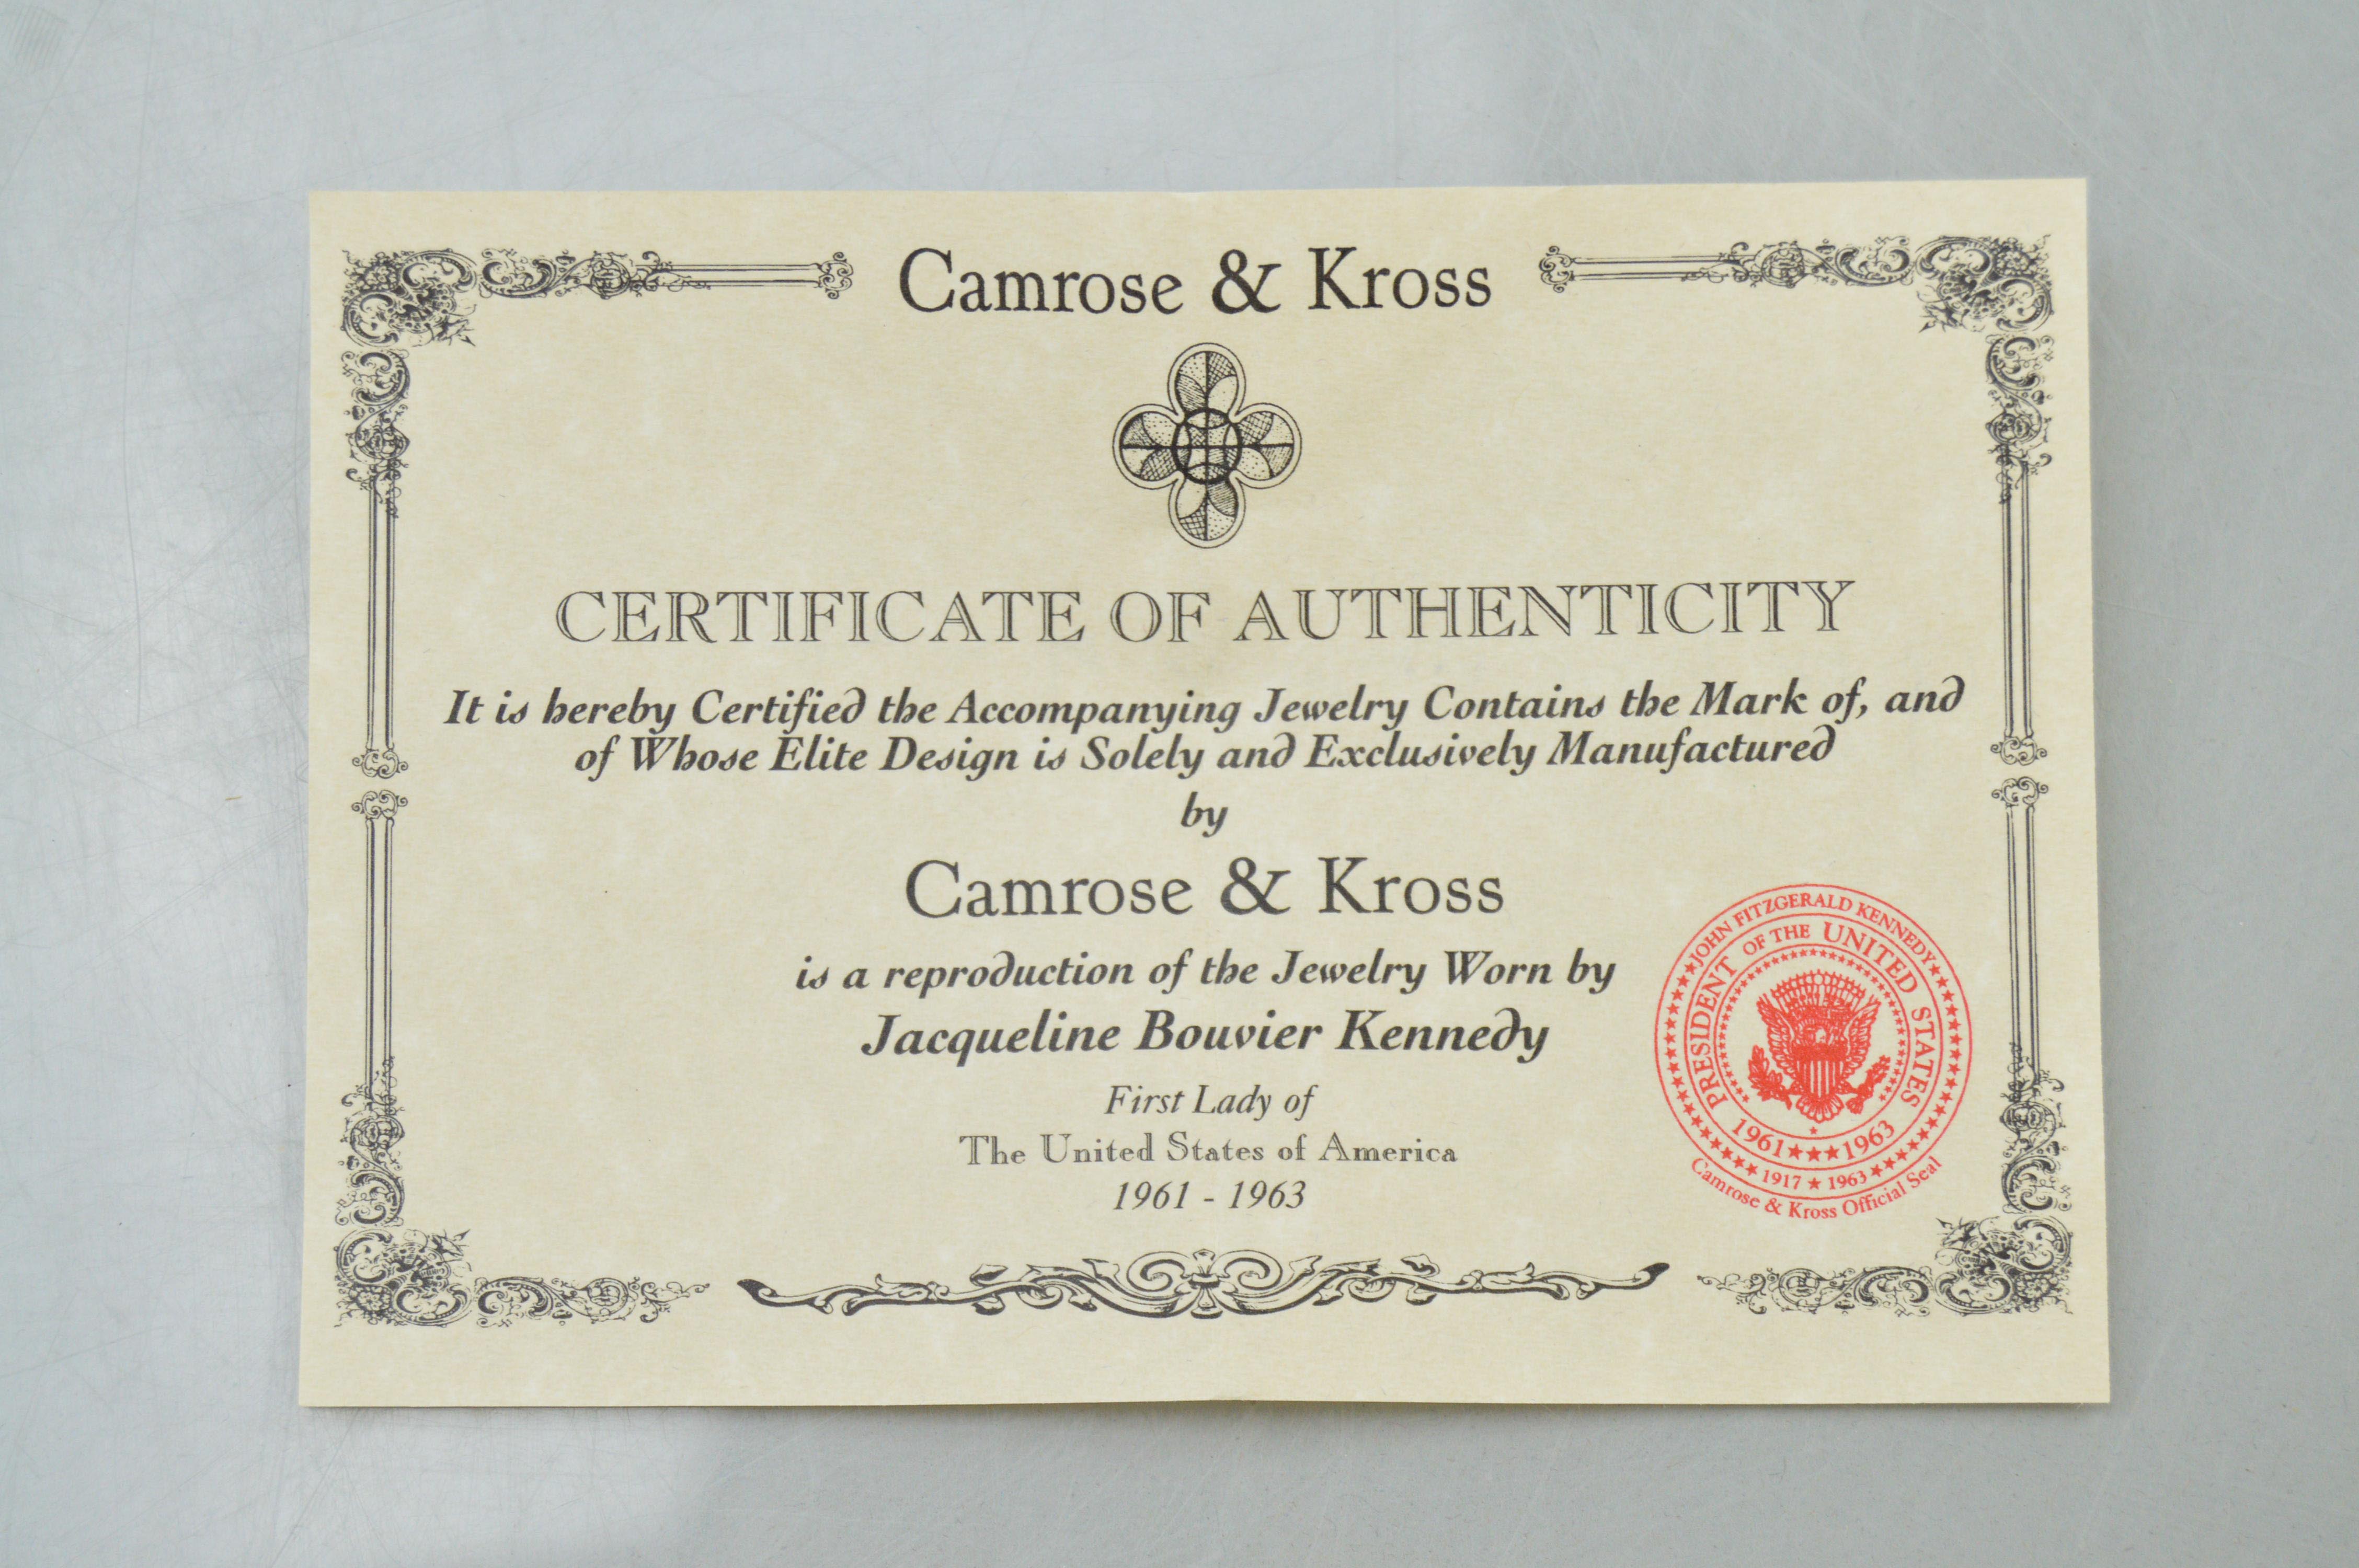 Camrose & Kross
CERTIFICATE OF AUTHENTICITY
It is hereby Certified the Accompanying Jewelry Contains the Mark of, and
of Whose Elite Design is Solely and Exclusively Manufactured
by
Camrose & Kross
is a reproduction of the Jewelry Worn by
Jacqueline Bouvier Kennedy
First Lady of
The United States of America
1961 - 1963
★JOHN FITZGERALD KENNEDY★
PRESIDENT OF THE UNITED STATES
1961★★★1963
1917 ★ 1963
Camrose & Kross Official Seal